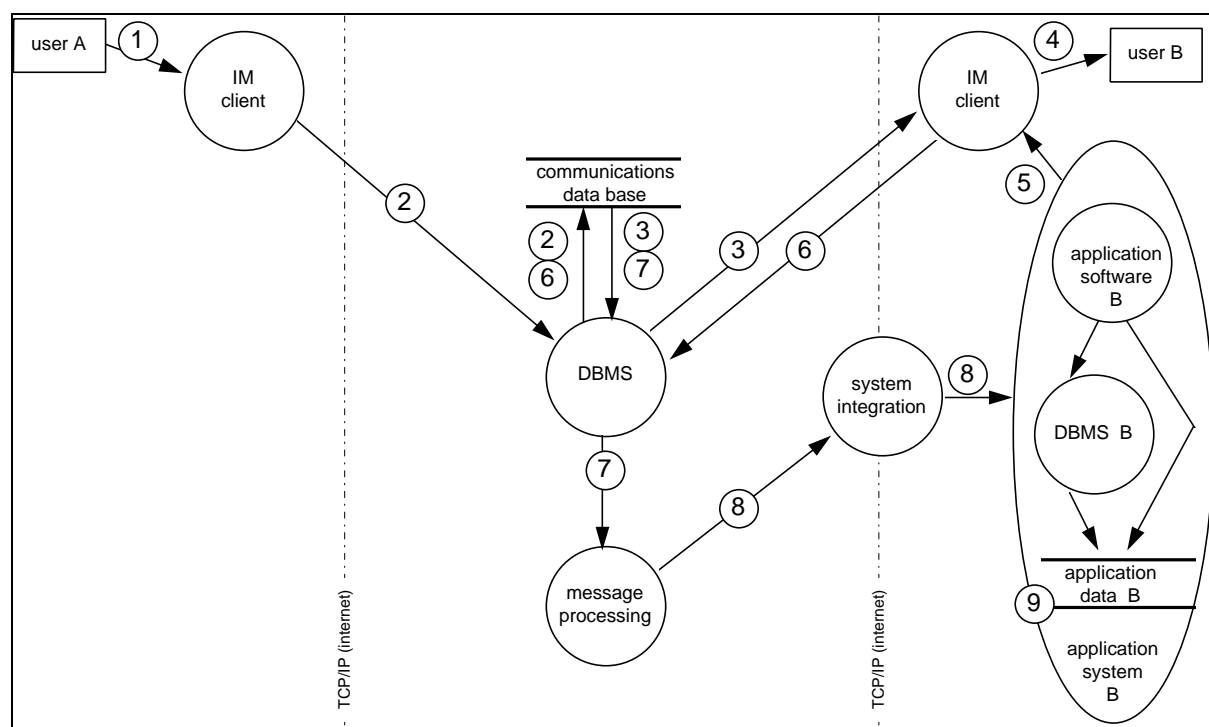 user A
1
IM
client
4
IM
client
user B
5
communications
data base
2
2
6
3
7
3
6
application
software
B
DBMS
system
integration
8
DBMS B
7
8
message
processing
application
data B
9
application
system
B
TCP/IP (internet)
TCP/IP (internet)